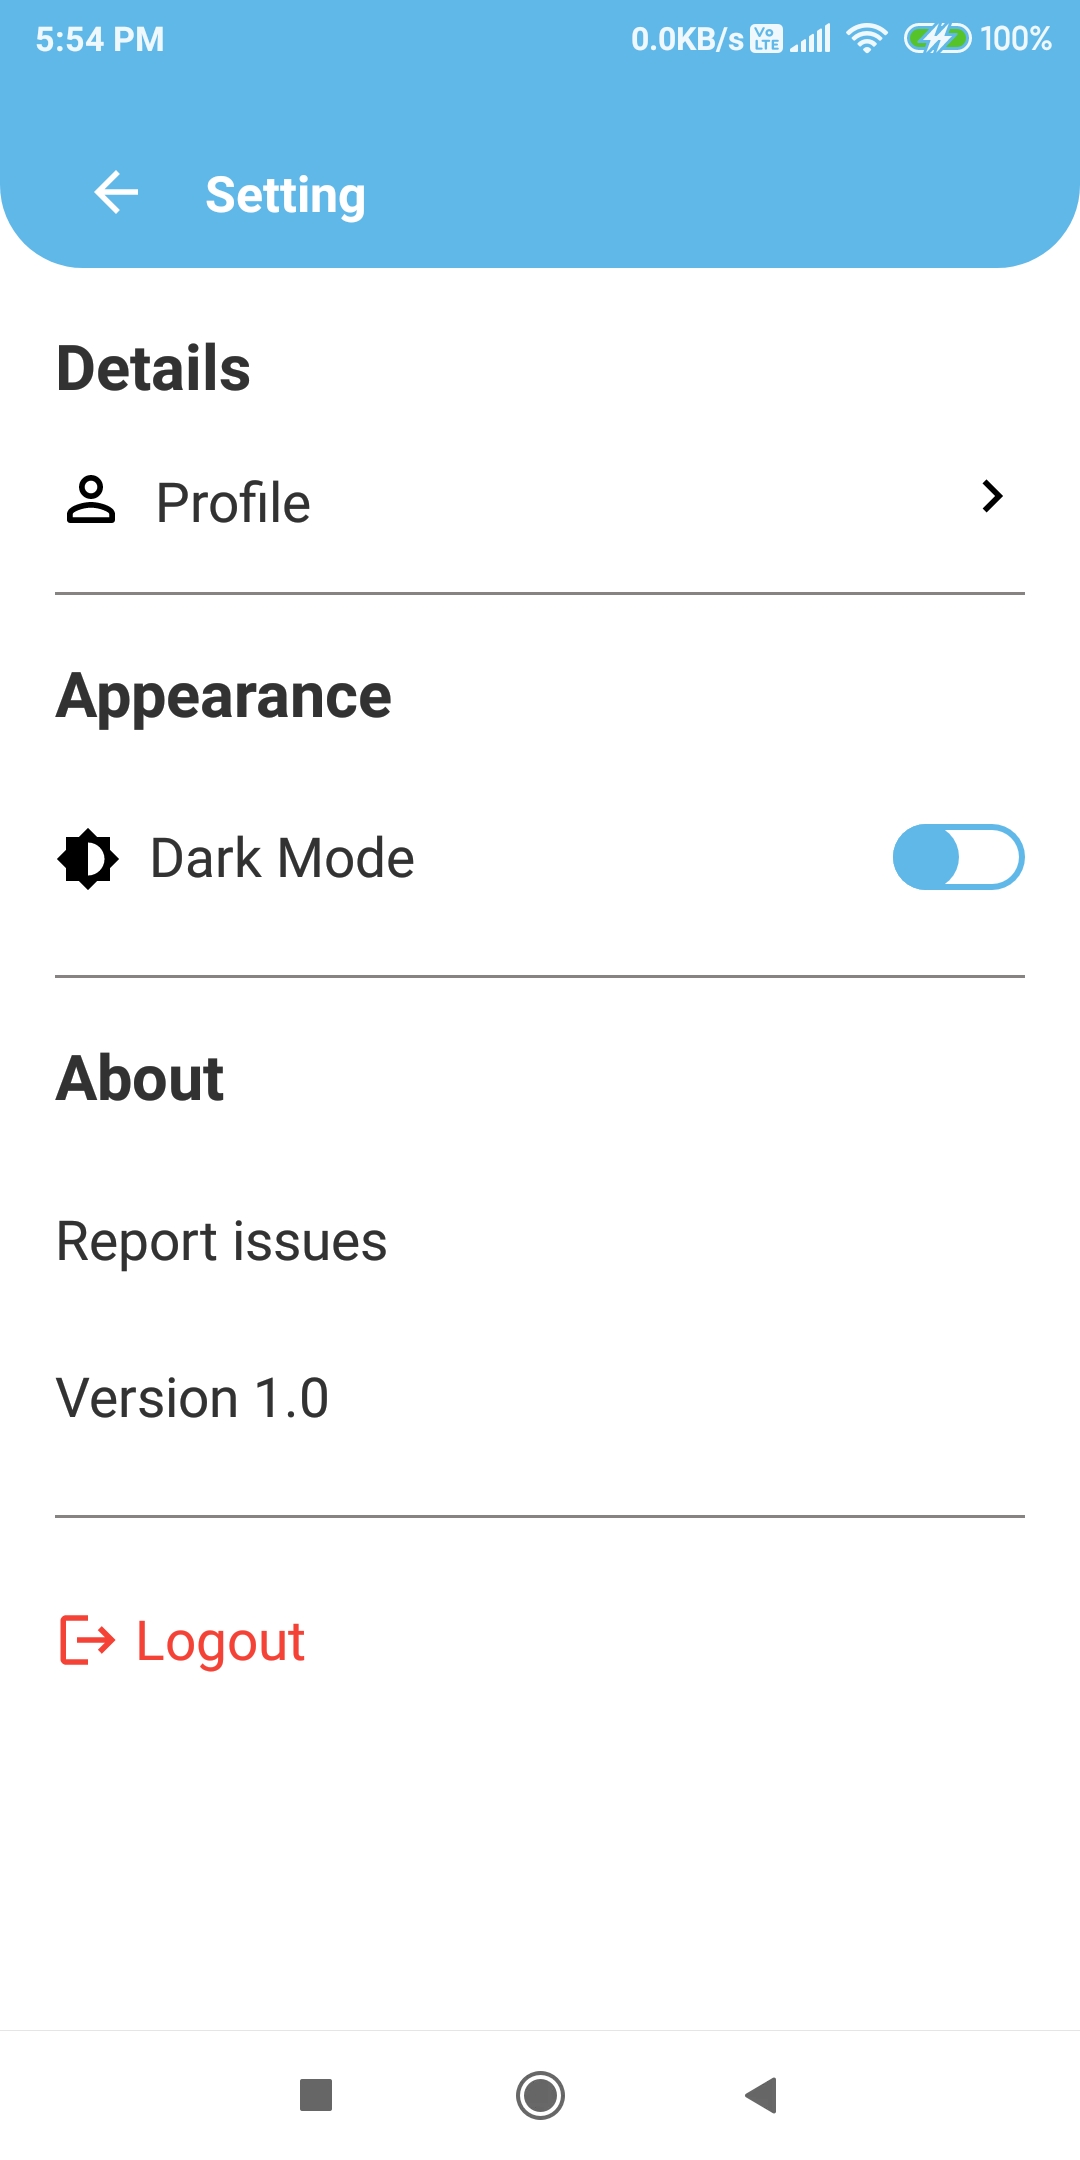 5:54 PM 0.0KB/s Vo LTE 100%
Setting
Details
Profile
Appearance
Dark Mode
About
Report issues
Version 1.0
Logout